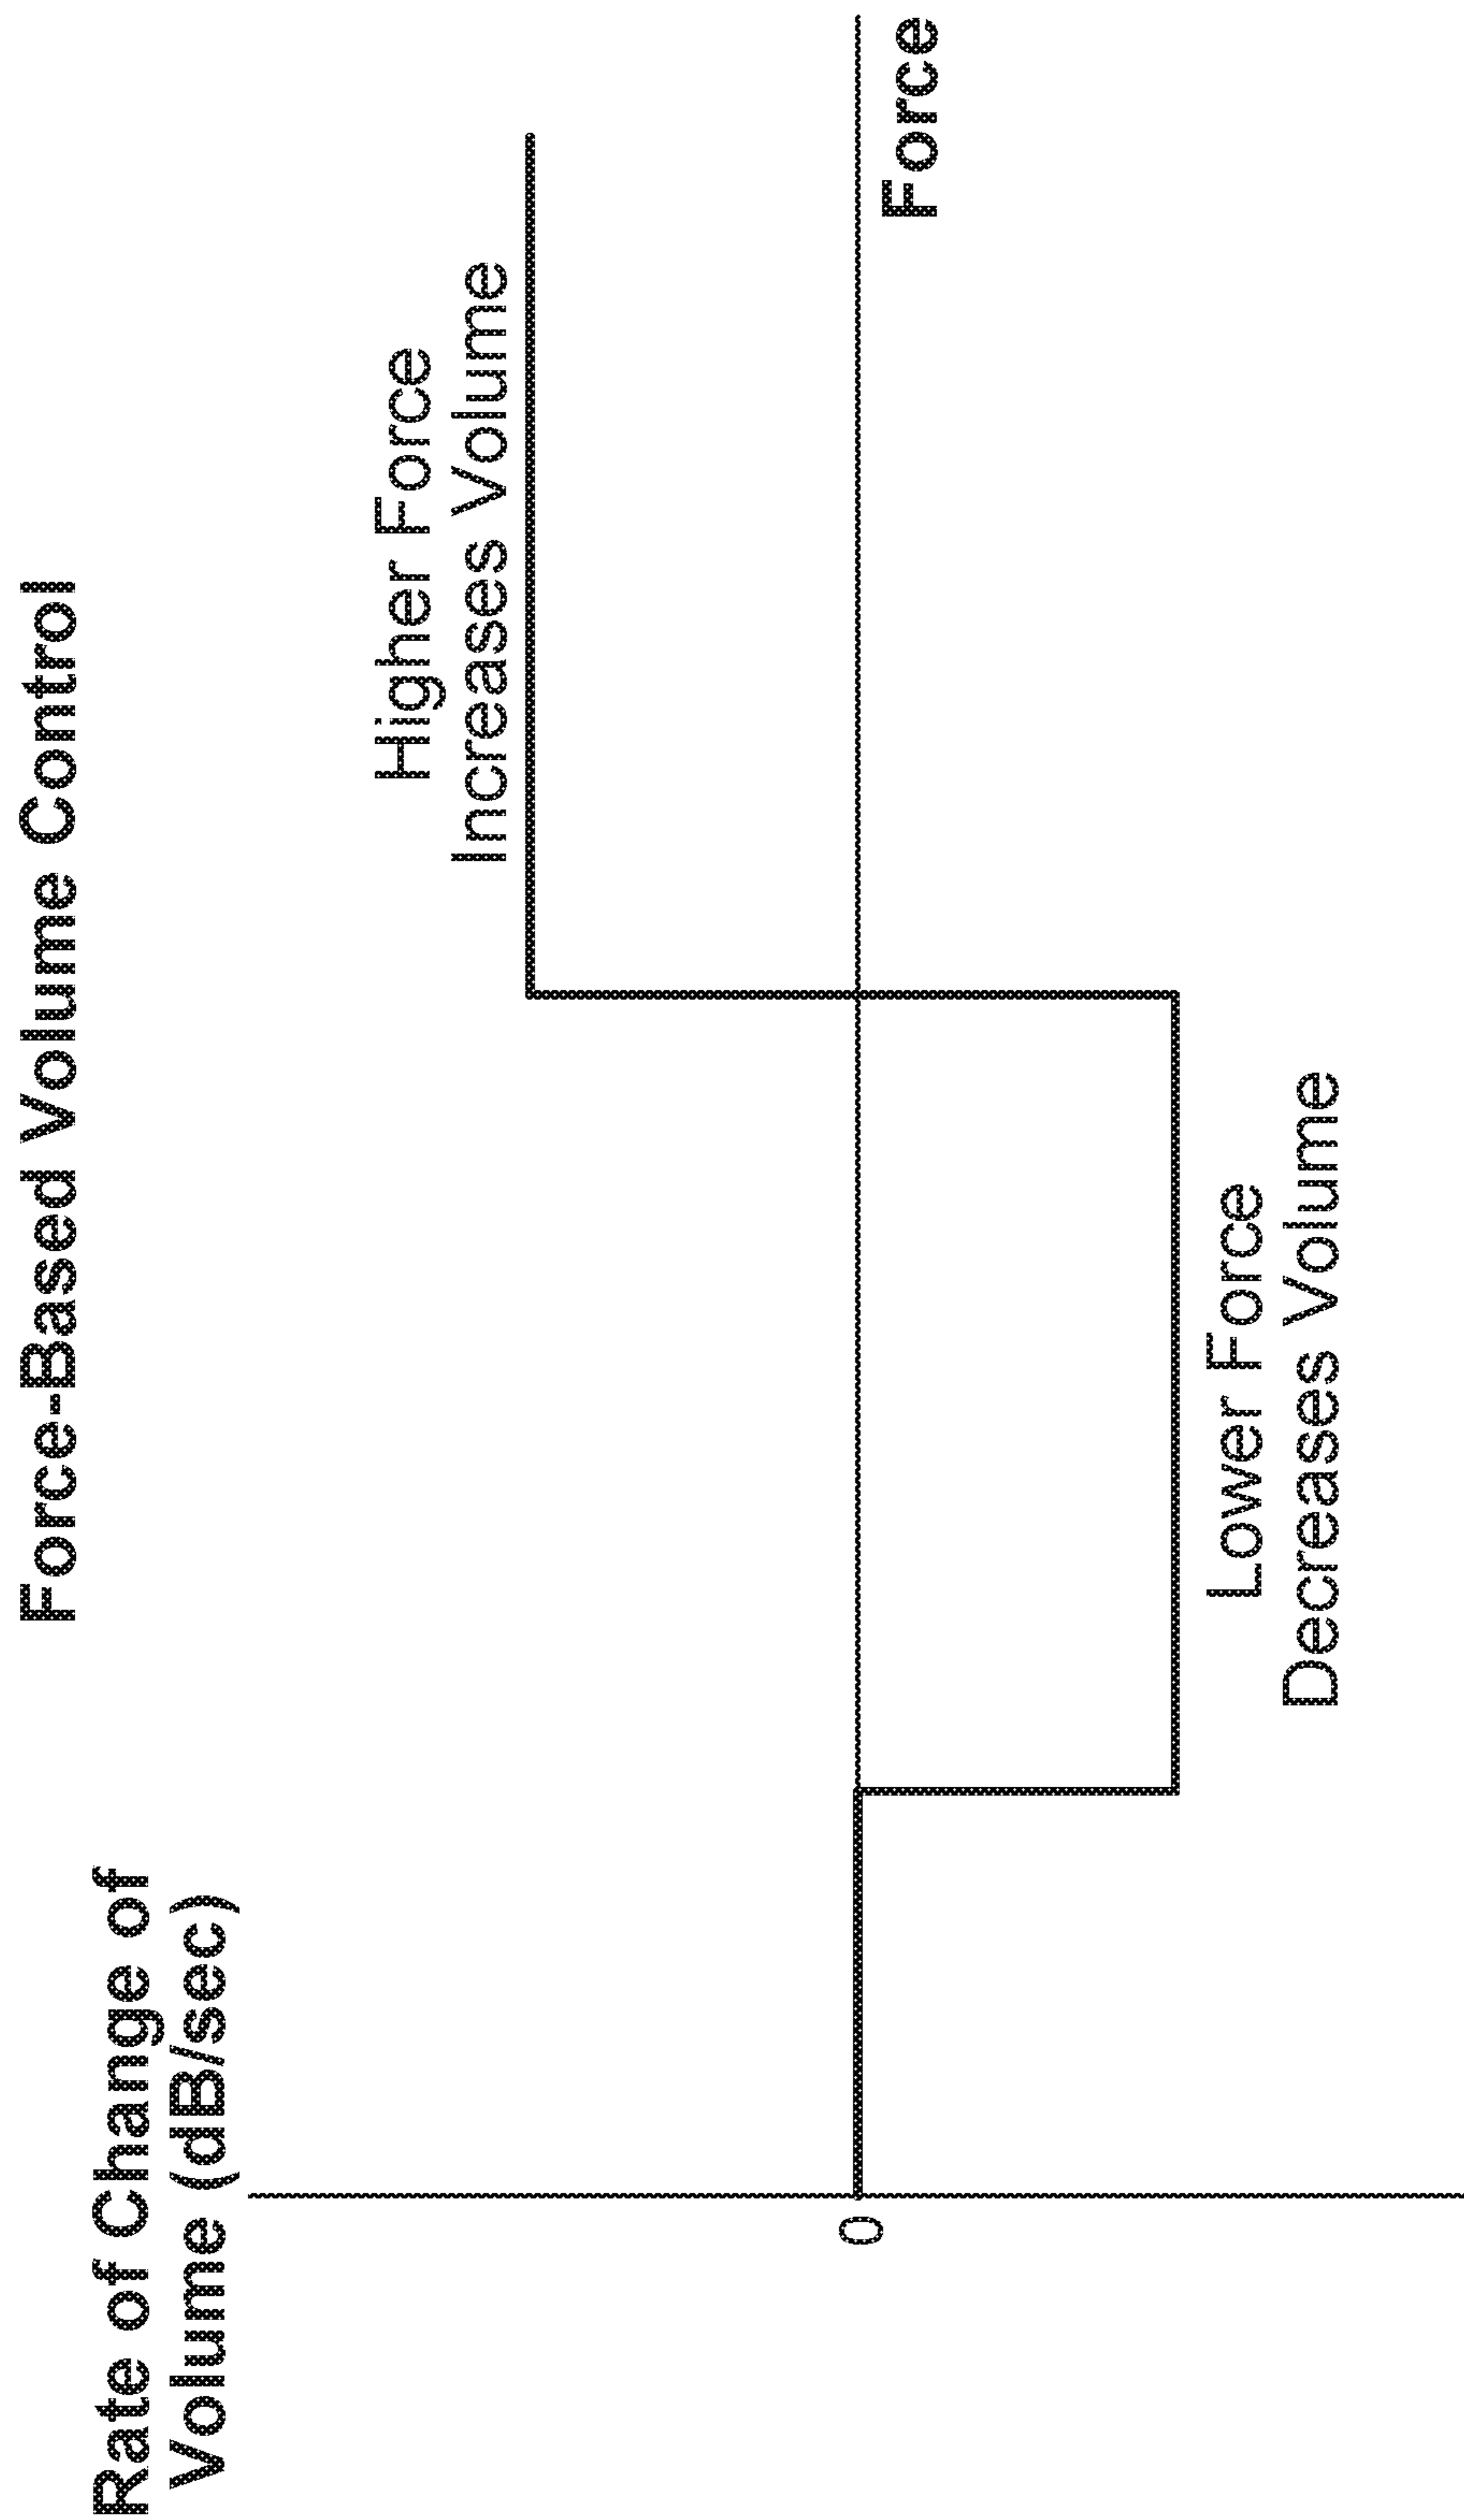 Force-Based Volume Control
Rate of Change of
Volume (dB/sec)
Higher Force
Increases Volume
0
Force
Lower Force
Decreases Volume